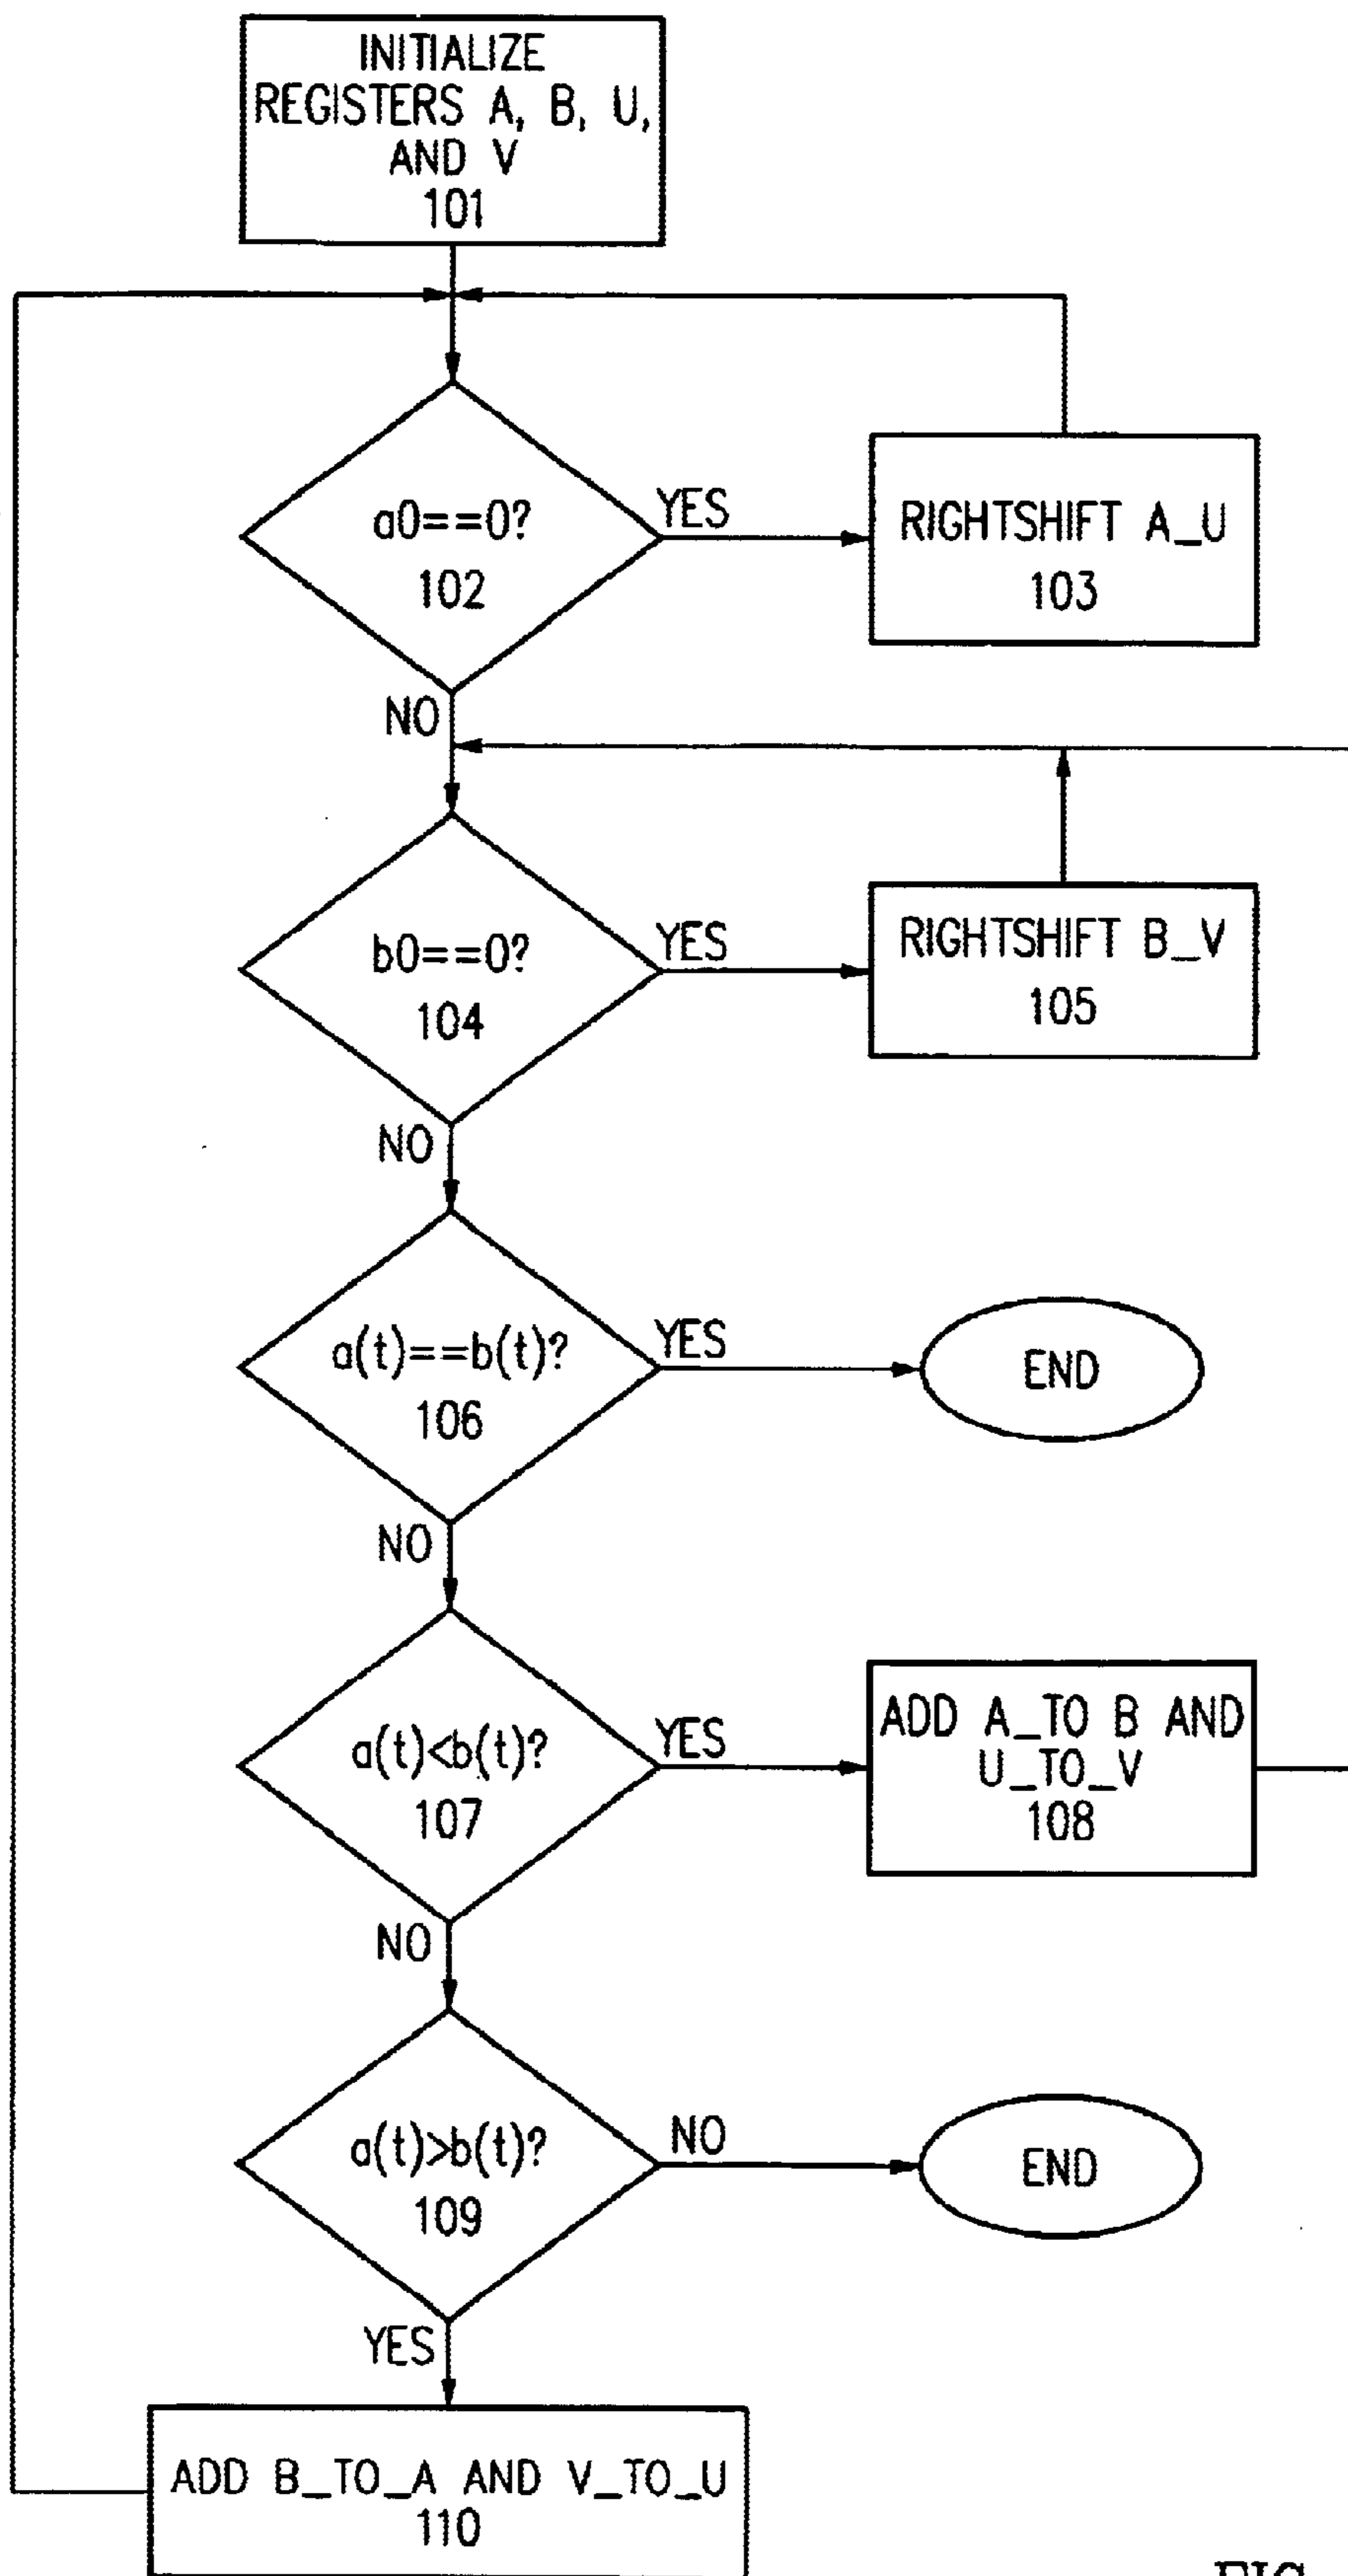 INITIALIZE
REGISTERS A, B, U,
AND V
101
a0==0?
102
YES
RIGHTSHIFT A_U
103
NO
b0==0?
104
YES
RIGHTSHIFT B_V
105
NO
a(t)==b(t)?
106
YES
END
NO
a(t)<b(t)?
107
YES
ADD A_TO B AND
U_TO_V
108
NO
a(t)>b(t)?
109
NO
END
YES
ADD B_TO_A AND V_TO_U
110
FIG